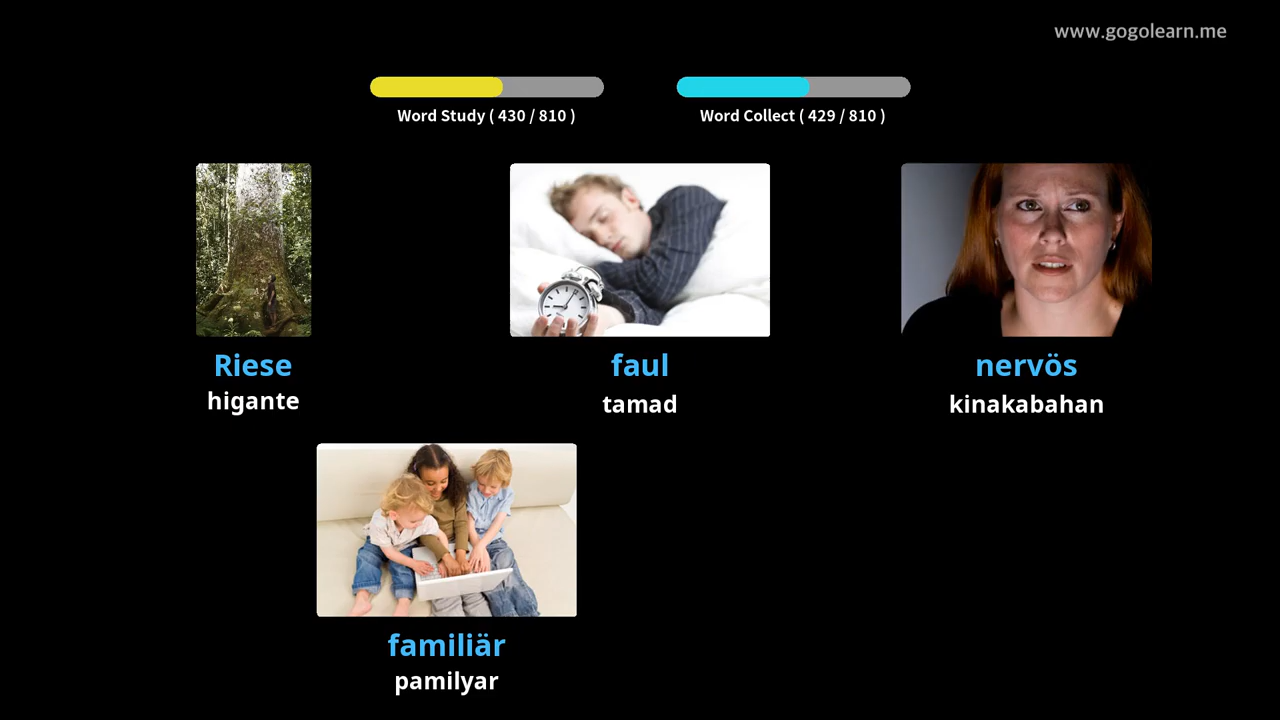 www.gogolearn.me
Word Study ( 430 / 810 )
Word Collect ( 429 / 810 )
Riese
higante
faul
tamad
nervös
kinakabahan
familiär
pamilyar